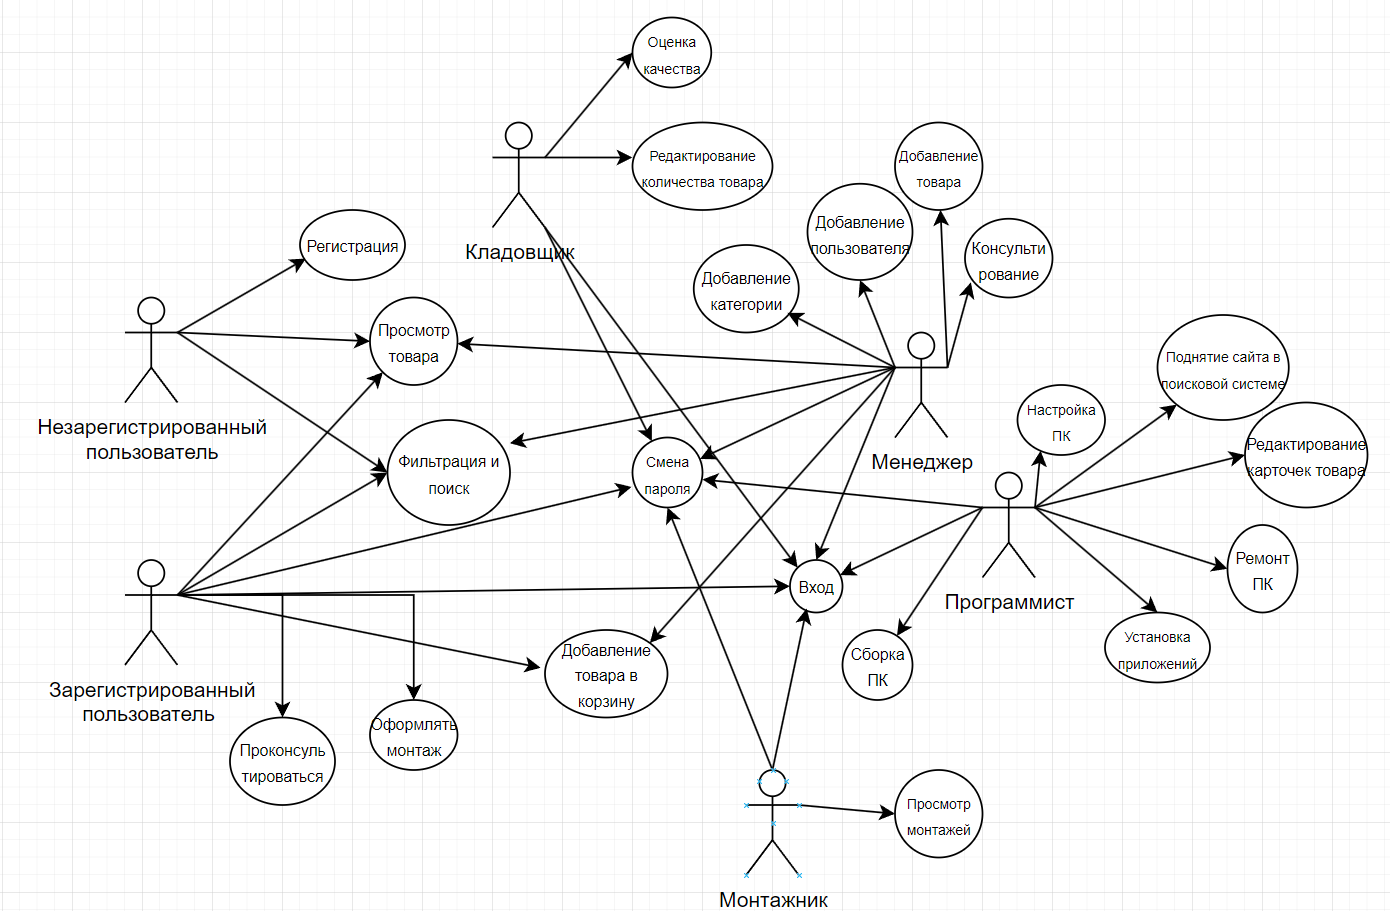 Оценка
качества
Редактирование
количества товара
Добавление
товара
Добавление
пользователя
Консульти
рование
Кладовщик
Регистрация
Добавление
категории
Просмотр
товара
Поднятие сайта в
поисковой системе
Настройка
ПК
Незарегистрированный
пользователь
Фильтрация и
поиск
Смена
пароля
Менеджер
Редактирование
карточек товара
Ремонт
ПК
Вход
Программист
Установка
приложений
Сборка
ПК
Добавление
товара в
корзину
Зарегистрированный
пользователь
Оформлять
монтаж
Проконсуль
тироваться
Просмотр
монтажей
Монтажник